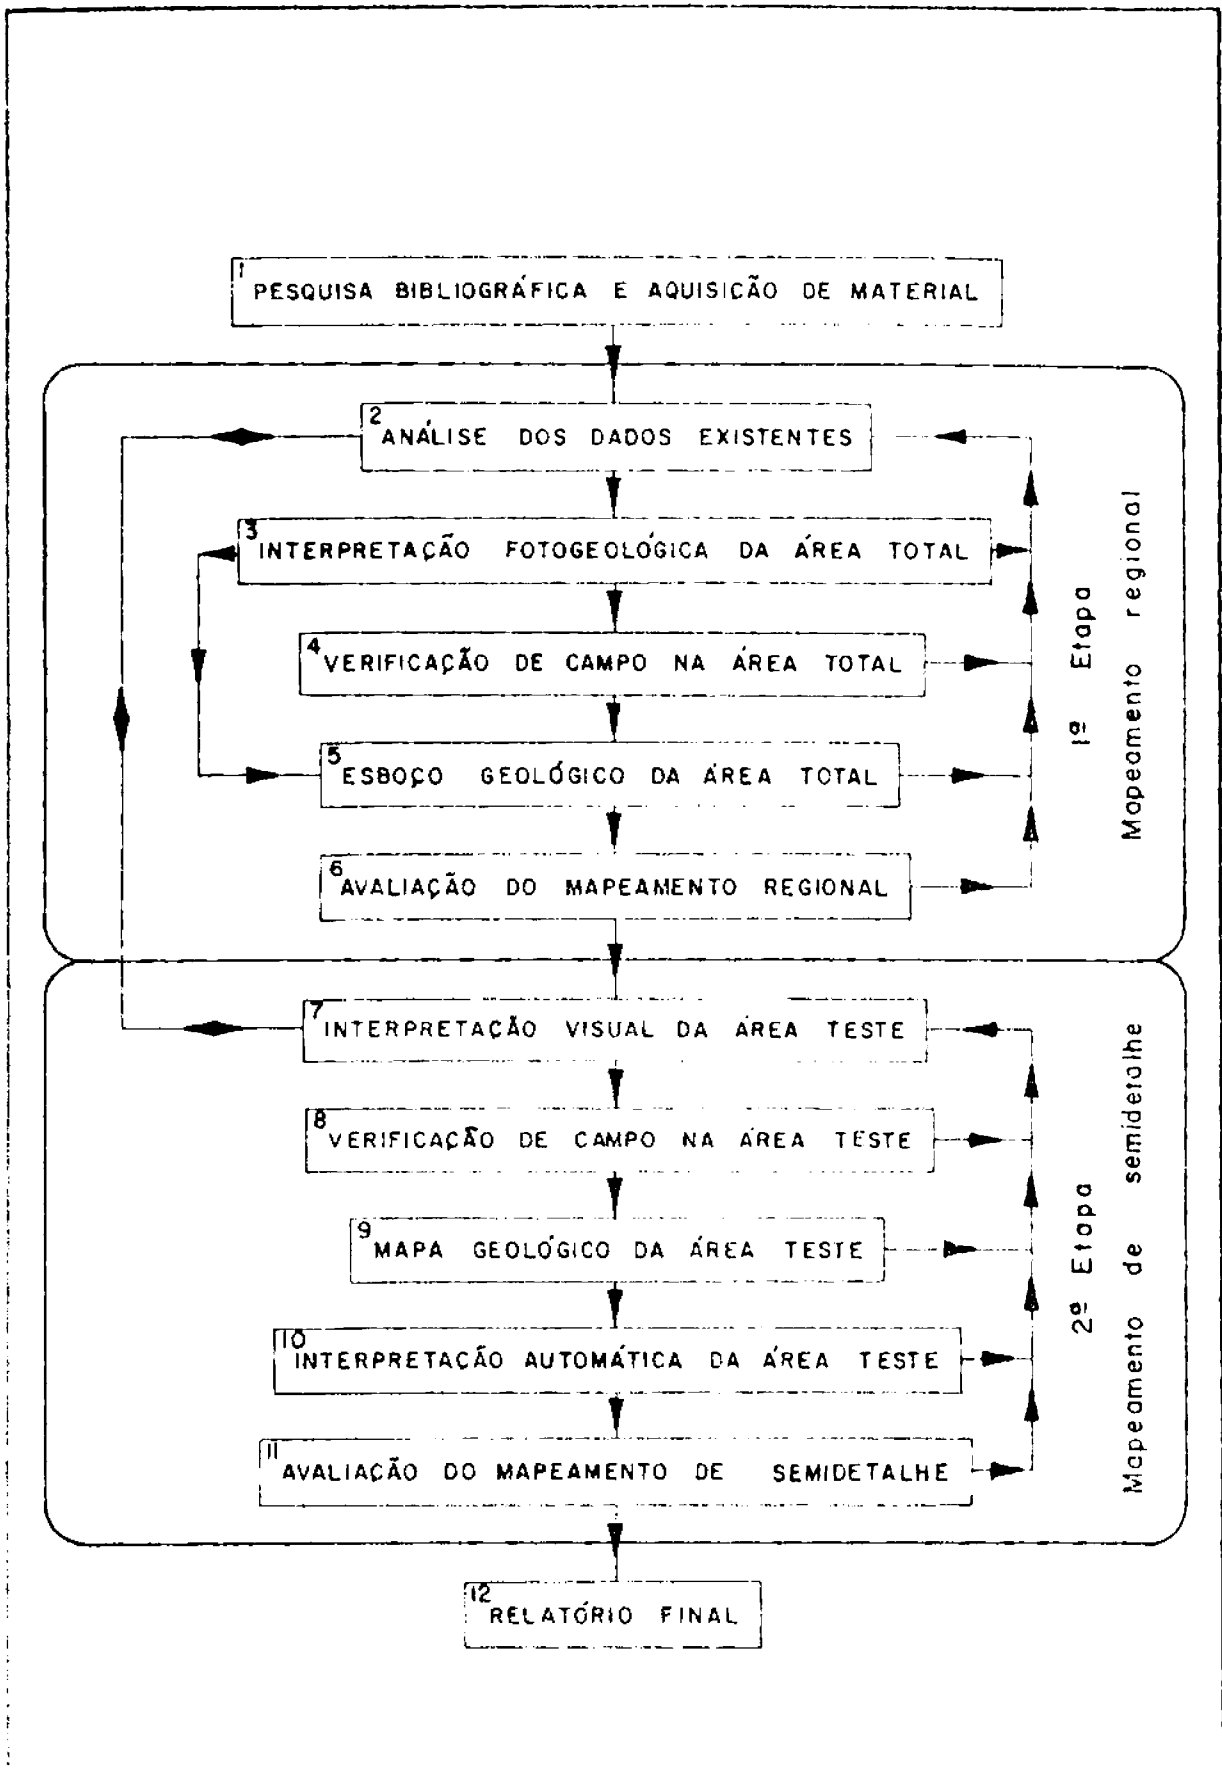 1
PESQUISA BIBLIOGRÁFICA E AQUISIÇÃO DE MATERIAL
2
ANÁLISE DOS DADOS EXISTENTES
3
INTERPRETAÇÃO FOTOGEOLÓGICA DA ÁREA TOTAL
4
VERIFICAÇÃO DE CAMPO NA ÁREA TOTAL
5
ESBOÇO GEOLÓGICO DA ÁREA TOTAL
6
AVALIAÇÃO DO MAPEAMENTO REGIONAL
1ª Etapa
Mapeamento regional
7
INTERPRETAÇÃO VISUAL DA ÁREA TESTE
8
VERIFICAÇÃO DE CAMPO NA ÁREA TESTE
9
MAPA GEOLÓGICO DA ÁREA TESTE
10
INTERPRETAÇÃO AUTOMÁTICA DA ÁREA TESTE
11
AVALIAÇÃO DO MAPEAMENTO DE SEMIDETALHE
2ª Etapa
Mapeamento de semidetalhe
12
RELATÓRIO FINAL